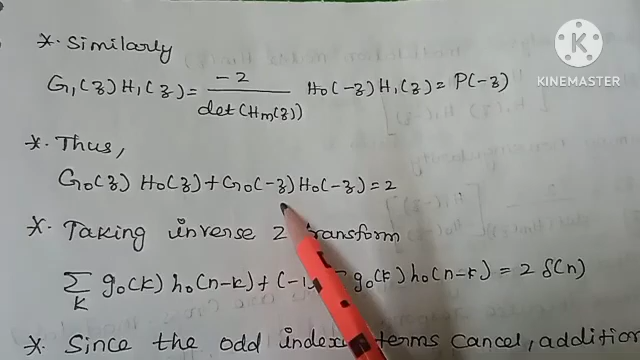 *. Similarly
G₁(z) H₁(z) = -2 / det(Hm(z)) H₀(-z) H₁(z) = P(-z)
KINEMASTER
*. Thus,
G₀(z) H₀(z) + G₀(-z) H₀(-z) = 2
*. Taking inverse z transform
∑k g₀(k) h₀(n-k) + (-1) g₀(k) h₀(n-k) = 2 δ(n)
*. Since the odd index terms cancel, addition